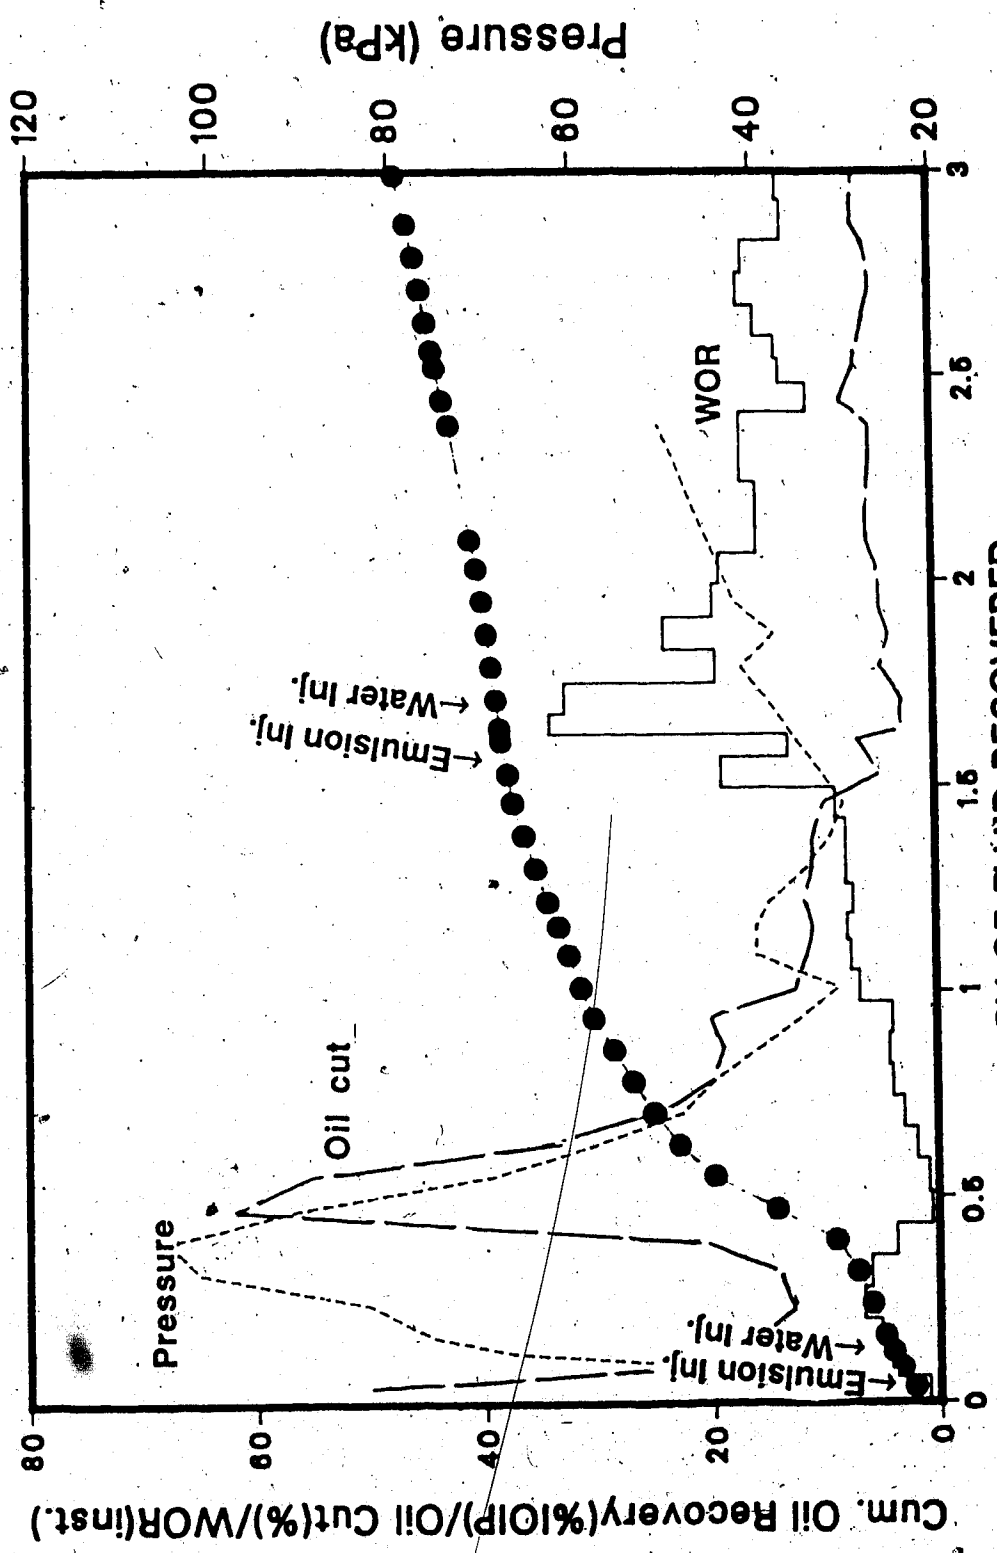 Cum. Oil Recovery(%IOIP)/Oil Cut(%)/WOR(inst.)
80
60
40
20
0
Pressure
Oil cut
WOR
Emulsion Inj.
Water Inj.
Emulsion Inj.
Water Inj.
0
0.5
1
1.5
2
2.5
3
120
100
80
60
40
20
Pressure (kPa)